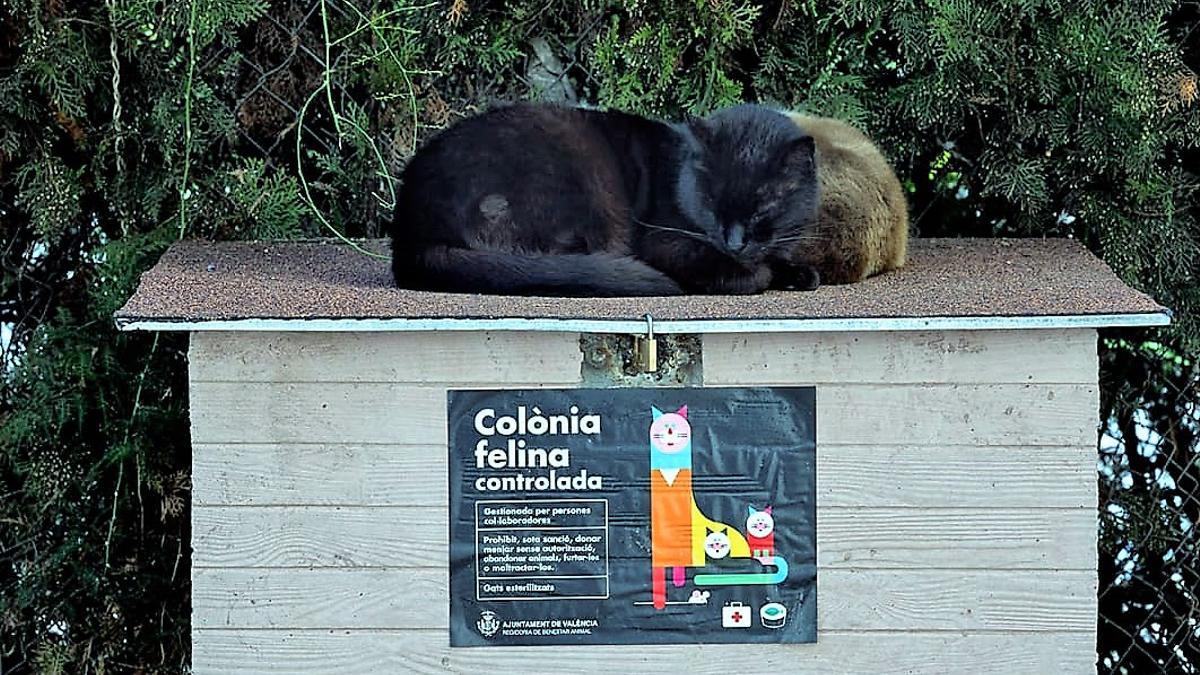 Colònia
felina
controlada
Gestionada per persones
col·laboradores
Prohibit, sota sanció, donar
menjar sense autorització,
abandonar animals, furtar-los
o maltractar-los.
Gats esterilitzats
AJUNTAMENT DE VALÈNCIA
REGIDORIA DE BENESTAR ANIMAL